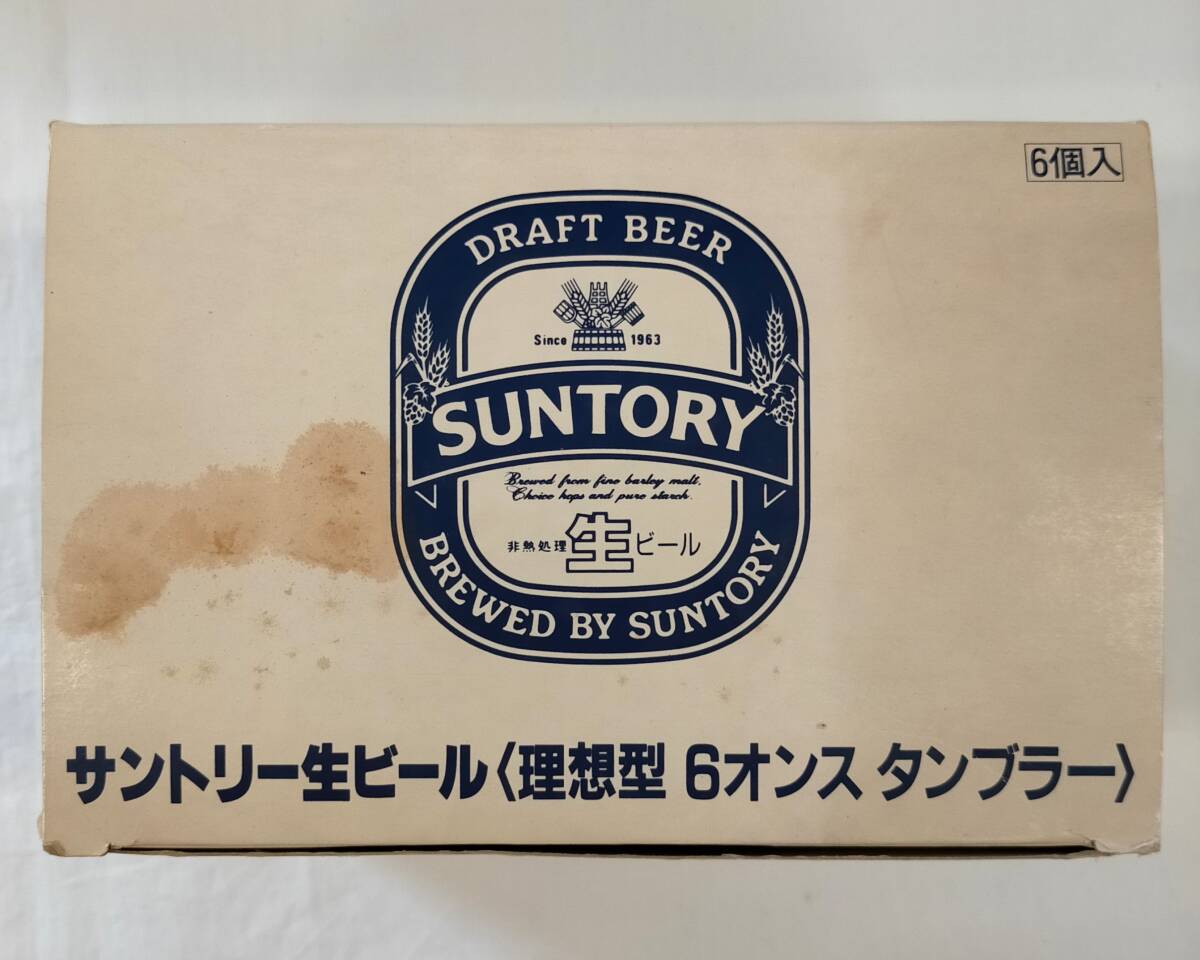 6個入
DRAFT BEER
Since 1963
SUNTORY
Brewed from fine barley malt,
Choice hops and pure starch.
非熱処理 生 ビール
BREWED BY SUNTORY
サントリー生ビール〈理想型 6オンス タンブラー〉